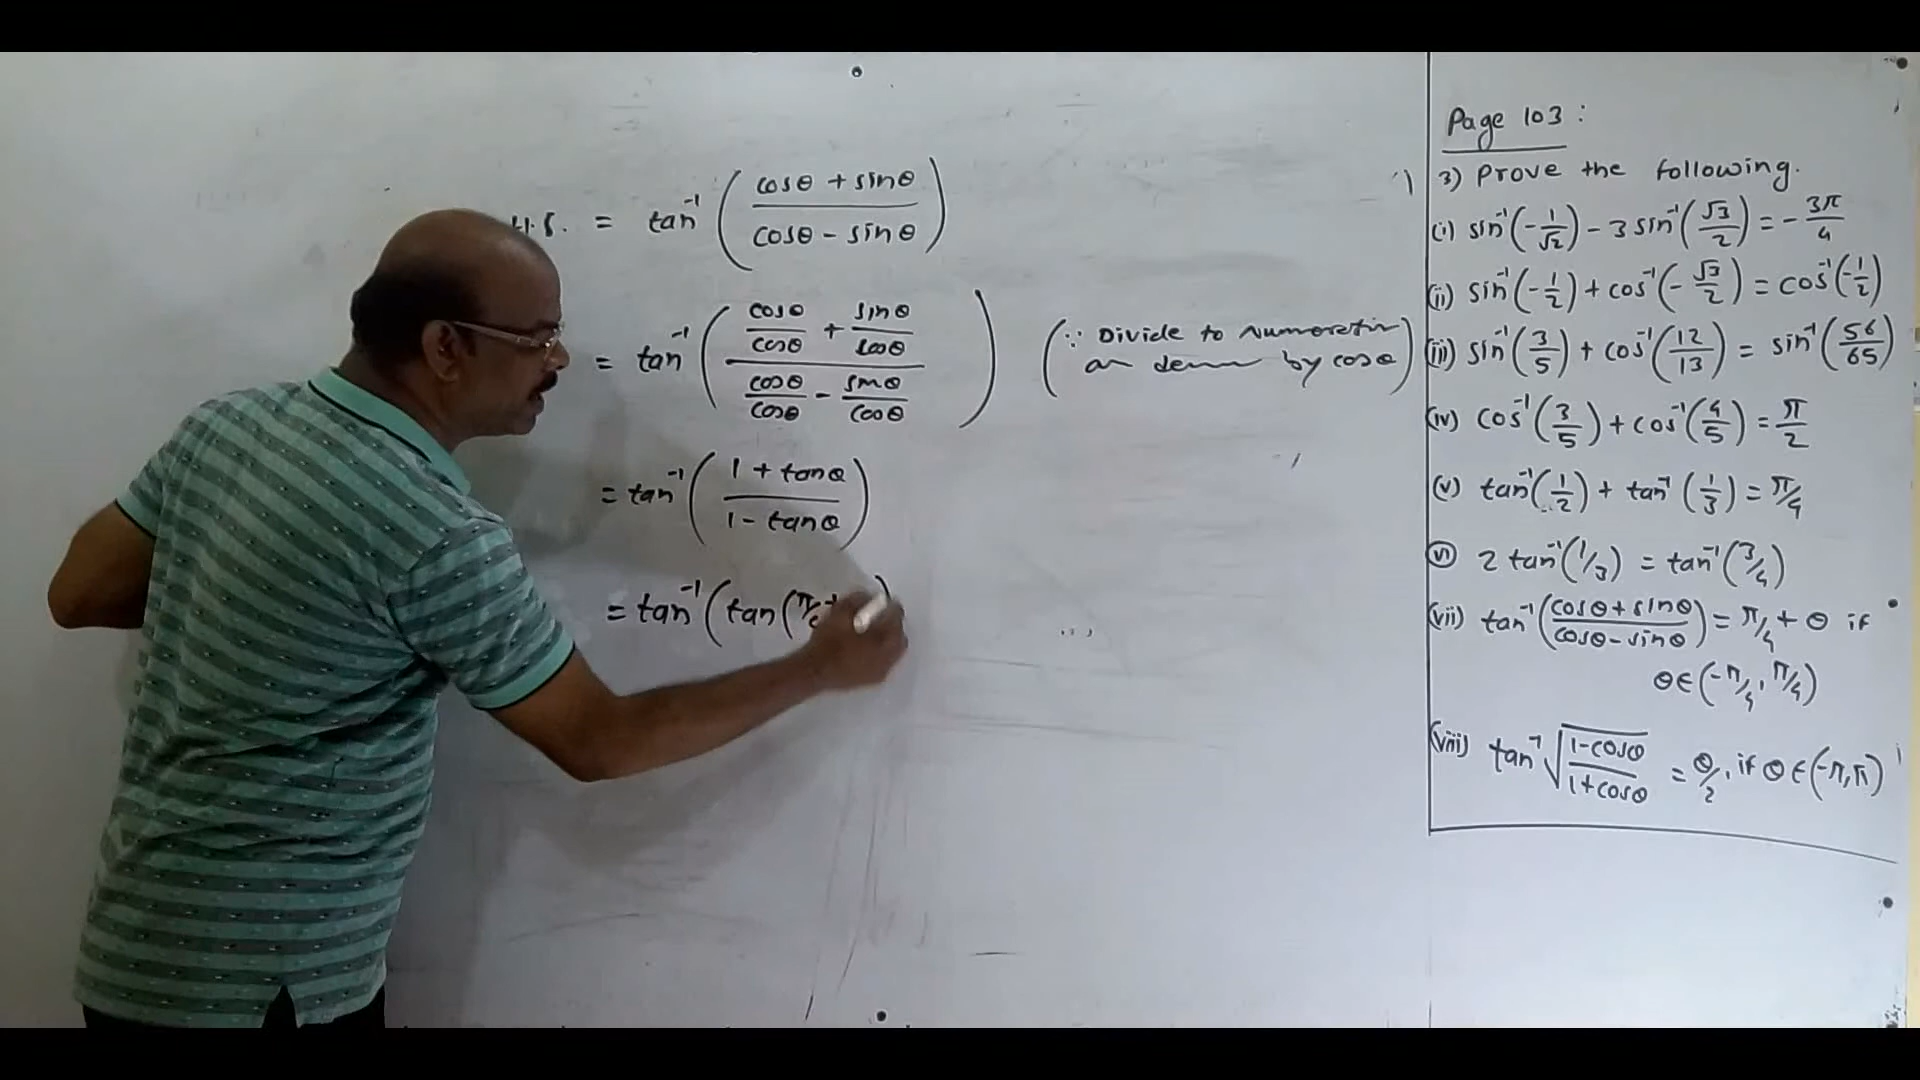 H.S. = tan⁻¹ ( (cosθ + sinθ) / (cosθ - sinθ) )
= tan⁻¹ ( (cosθ/cosθ + sinθ/cosθ) / (cosθ/cosθ - sinθ/cosθ) ) (∵ Divide to Numerator
by cosθ)
= tan⁻¹ ( (1 + tanθ) / (1 - tanθ) )
= tan⁻¹ ( tan (π/
Page 103 :
3) Prove the following.
(i) sin⁻¹(-1/√2) - 3 sin⁻¹(√3/2) = -3π/4
(ii) sin⁻¹(-1/2) + cos⁻¹(-√3/2) = cos⁻¹(-1/2)
(iii) sin⁻¹(3/5) + cos⁻¹(12/13) = sin⁻¹(56/65)
(iv) cos⁻¹(3/5) + cos⁻¹(4/5) = π/2
(v) tan⁻¹(1/2) + tan⁻¹(1/3) = π/4
(vi) 2 tan⁻¹(1/3) = tan⁻¹(3/4)
(vii) tan⁻¹((cosθ+sinθ)/(cosθ-sinθ)) = π/4 + θ if
θ∈(-π/4, π/4)
(viii) tan⁻¹ √((1-cosθ)/(1+cosθ)) = θ/2, if θ∈(-π,π)